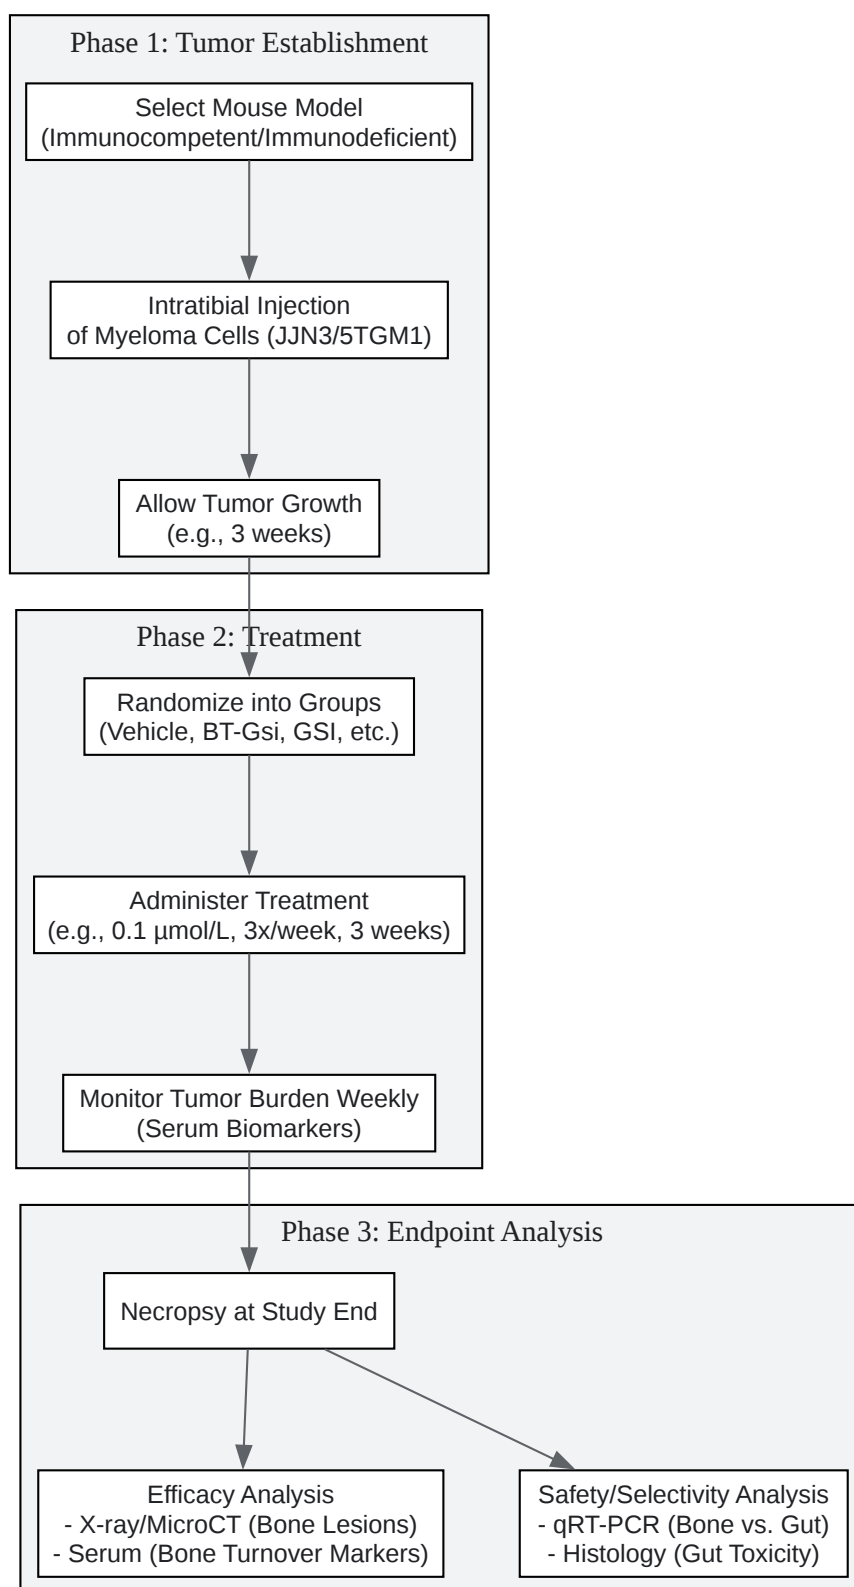 Phase 1: Tumor Establishment
Select Mouse Model
(Immunocompetent/Immunodeficient)
Intratibial Injection
of Myeloma Cells (JJN3/5TGM1)
Allow Tumor Growth
(e.g., 3 weeks)
Phase 2: Treatment
Randomize into Groups
(Vehicle, BT-Gsi, GSI, etc.)
Administer Treatment
(e.g., 0.1 µmol/L, 3x/week, 3 weeks)
Monitor Tumor Burden Weekly
(Serum Biomarkers)
Phase 3: Endpoint Analysis
Necropsy at Study End
Efficacy Analysis
- X-ray/MicroCT (Bone Lesions)
- Serum (Bone Turnover Markers)
Safety/Selectivity Analysis
- qRT-PCR (Bone vs. Gut)
- Histology (Gut Toxicity)